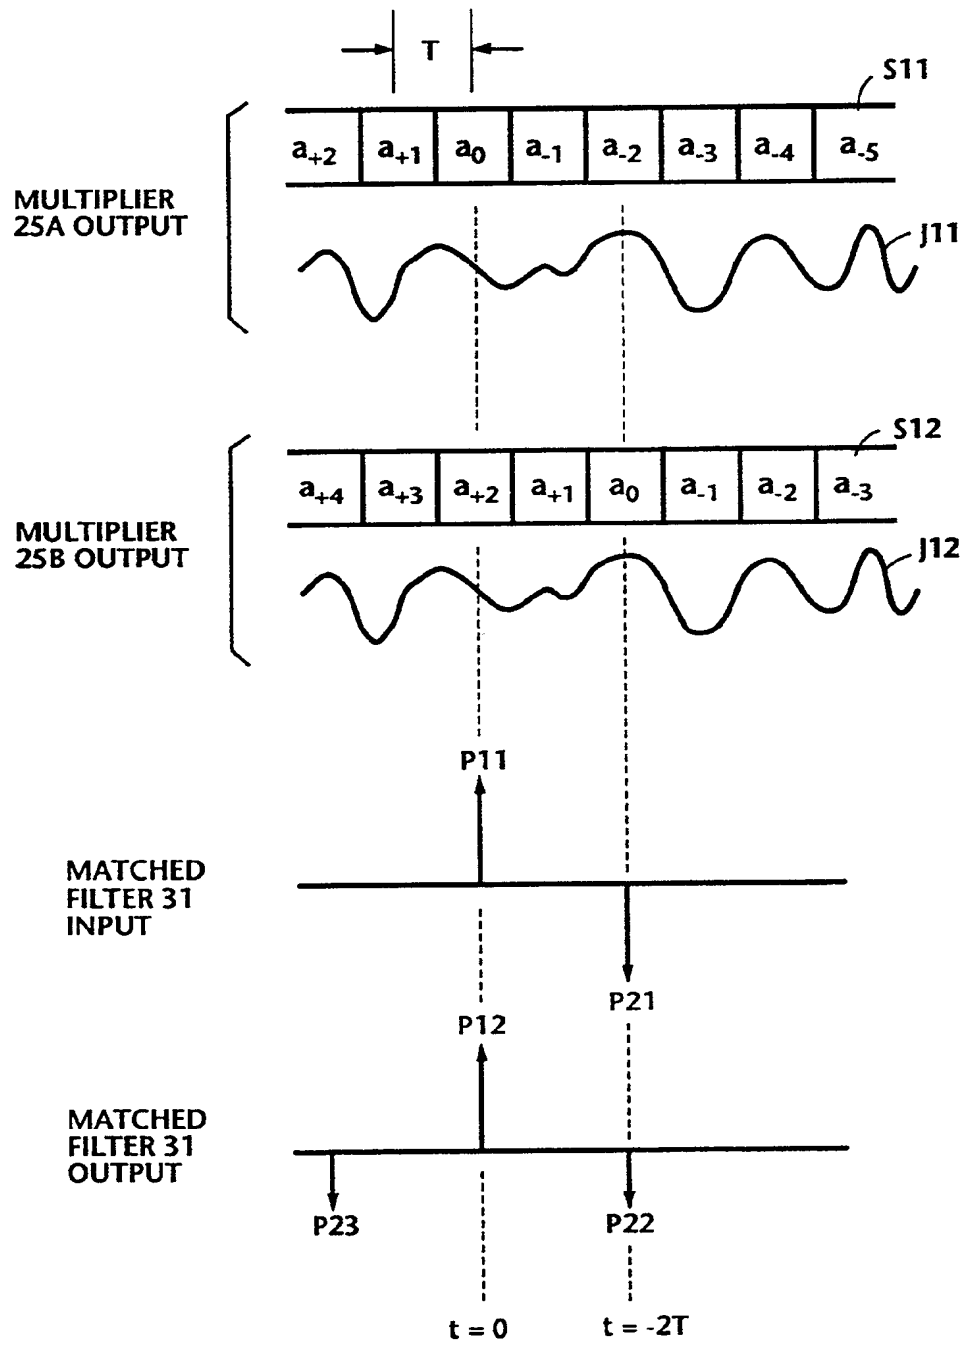 T
S11
a+2 a+1 a0 a-1 a-2 a-3 a-4 a-5
MULTIPLIER
25A OUTPUT
J11
S12
a+4 a+3 a+2 a+1 a0 a-1 a-2 a-3
MULTIPLIER
25B OUTPUT
J12
P11
MATCHED
FILTER 31
INPUT
P21
P12
MATCHED
FILTER 31
OUTPUT
P23
P22
t = 0
t = -2T